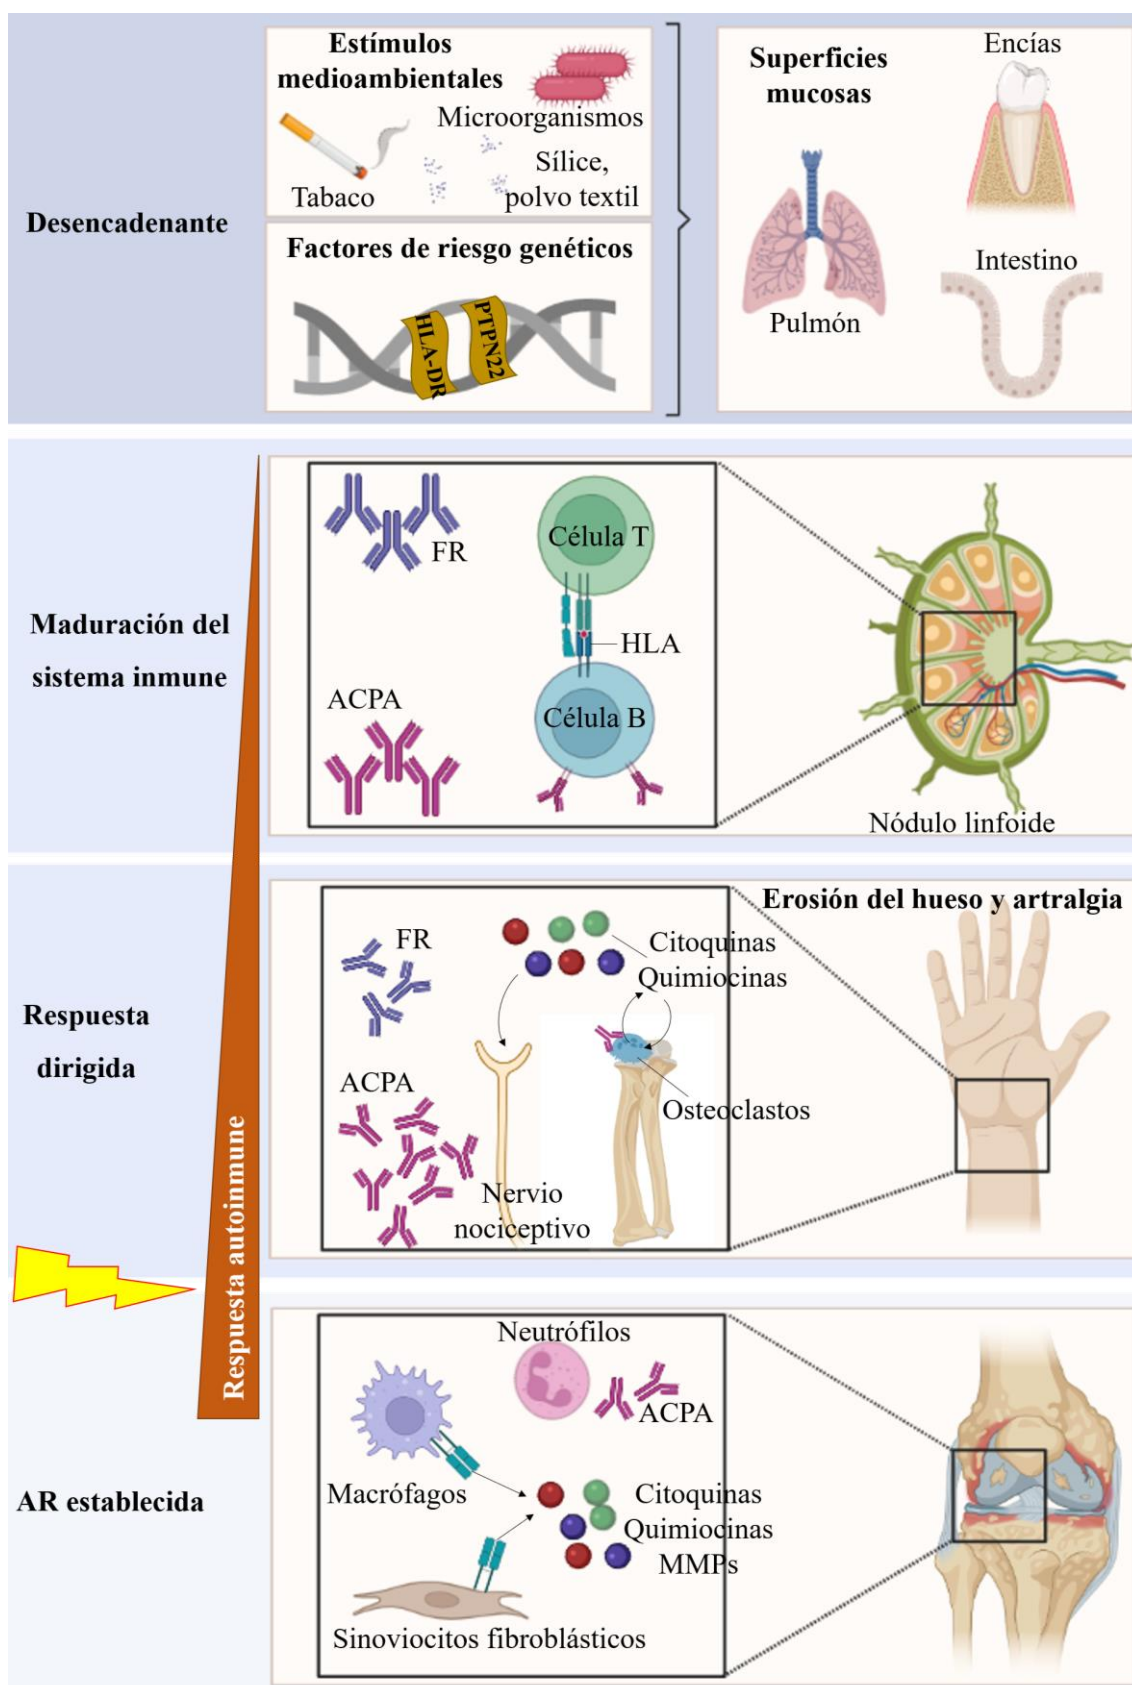 Desencadenante
Estímulos
medioambientales
Microorganismos
Tabaco
Sílice,
polvo textil
Factores de riesgo genéticos
HLA-DR
PTPN22
Superficies
mucosas
Encías
Pulmón
Intestino
Maduración del
sistema inmune
FR
Célula T
HLA
ACPA
Célula B
Nódulo linfoide
Respuesta
dirigida
FR
Citoquinas
Quimiocinas
ACPA
Osteoclastos
Nervio
nociceptivo
Erosión del hueso y artralgia
Respuesta autoinmune
AR establecida
Neutrófilos
ACPA
Macrófagos
Citoquinas
Quimiocinas
MMPs
Sinoviocitos fibroblásticos